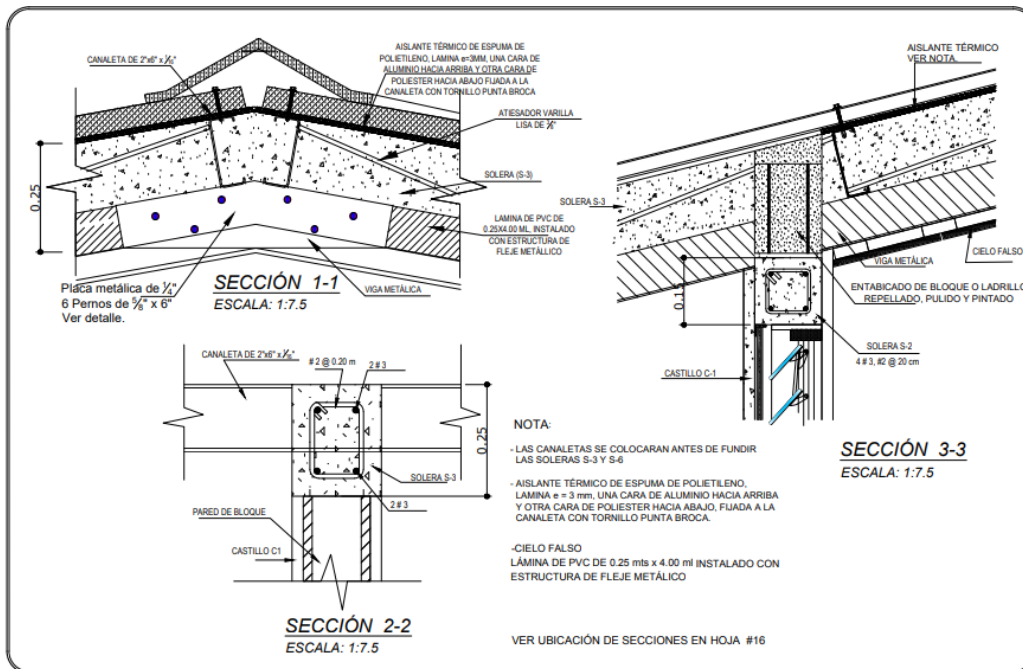 CANALETA DE 2"x6" x 1/16"
AISLANTE TÉRMICO DE ESPUMA DE
POLIETILENO, LAMINA e=3MM, UNA CARA DE
ALUMINIO HACIA ARRIBA Y OTRA CARA DE
POLIESTER HACIA ABAJO FIJADA A LA
CANALETA CON TORNILLO PUNTA BROCA
ATIESADOR VARILLA
LISA DE
SOLERA (S-3)
0.25
LAMINA DE PVC DE
0.25X4.00 ML, INSTALADO
CON ESTRUCTURA DE
FLEJE METÁLLICO
VIGA METÁLICA
Placa metálica de 1/4"
6 Pernos de 5/8" x 6"
Ver detalle.
SECCIÓN 1-1
ESCALA: 1:7.5
AISLANTE TÉRMICO
VER NOTA.
SOLERA S-3
CIELO FALSO
VIGA METÁLICA
ENTABICADO DE BLOQUE O LADRILLO
REPELLADO, PULIDO Y PINTADO
SOLERA S-2
4 # 3, #2 @ 20 cm
CASTILLO C-1
SECCIÓN 3-3
ESCALA: 1:7.5
CANALETA DE 2"x6" x 1/16"
# 2 @ 0.20 m
2 # 3
0.25
SOLERA S-3
2 # 3
PARED DE BLOQUE
CASTILLO C1
SECCIÓN 2-2
ESCALA: 1:7.5
NOTA:
- LAS CANALETAS SE COLOCARAN ANTES DE FUNDIR
LAS SOLERAS S-3 Y S-6
- AISLANTE TÉRMICO DE ESPUMA DE POLIETILENO,
LAMINA e = 3 mm, UNA CARA DE ALUMINIO HACIA ARRIBA
Y OTRA CARA DE POLIESTER HACIA ABAJO, FIJADA A LA
CANALETA CON TORNILLO PUNTA BROCA.
-CIELO FALSO
LÁMINA DE PVC DE 0.25 mts x 4.00 ml INSTALADO CON
ESTRUCTURA DE FLEJE METÁLICO
VER UBICACIÓN DE SECCIONES EN HOJA #16